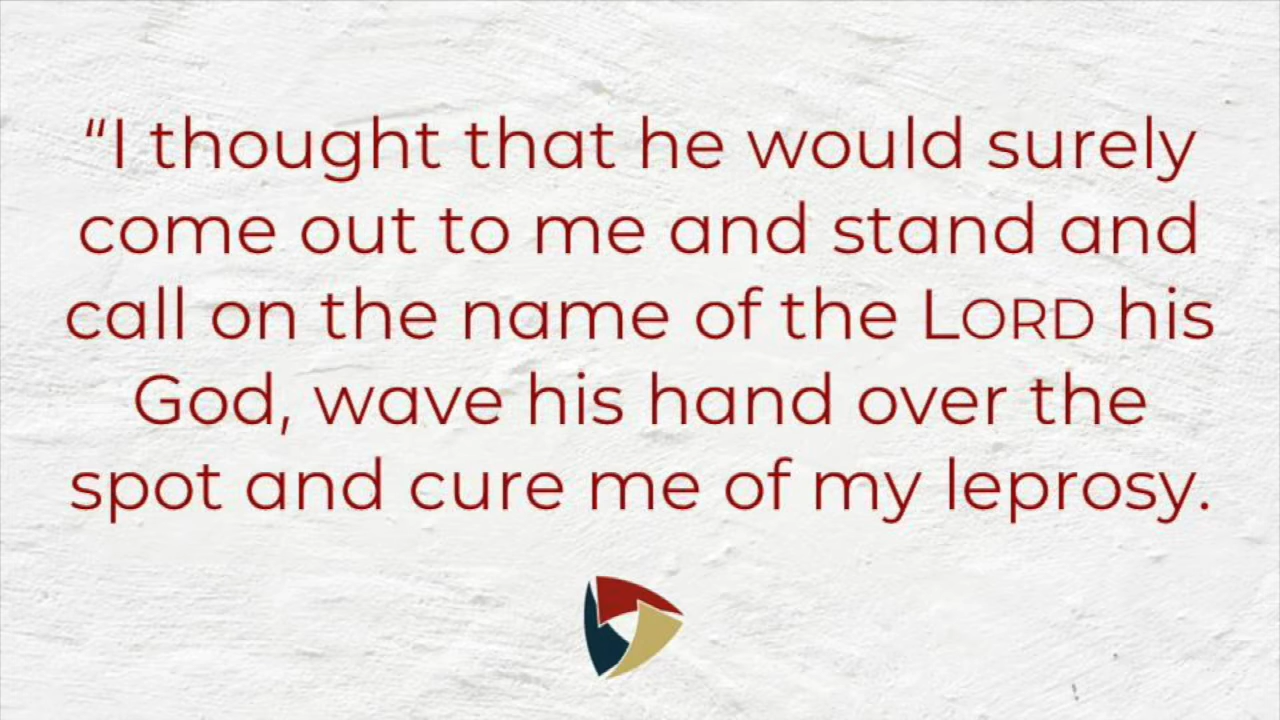 “I thought that he would surely
come out to me and stand and
call on the name of the LORD his
God, wave his hand over the
spot and cure me of my leprosy.